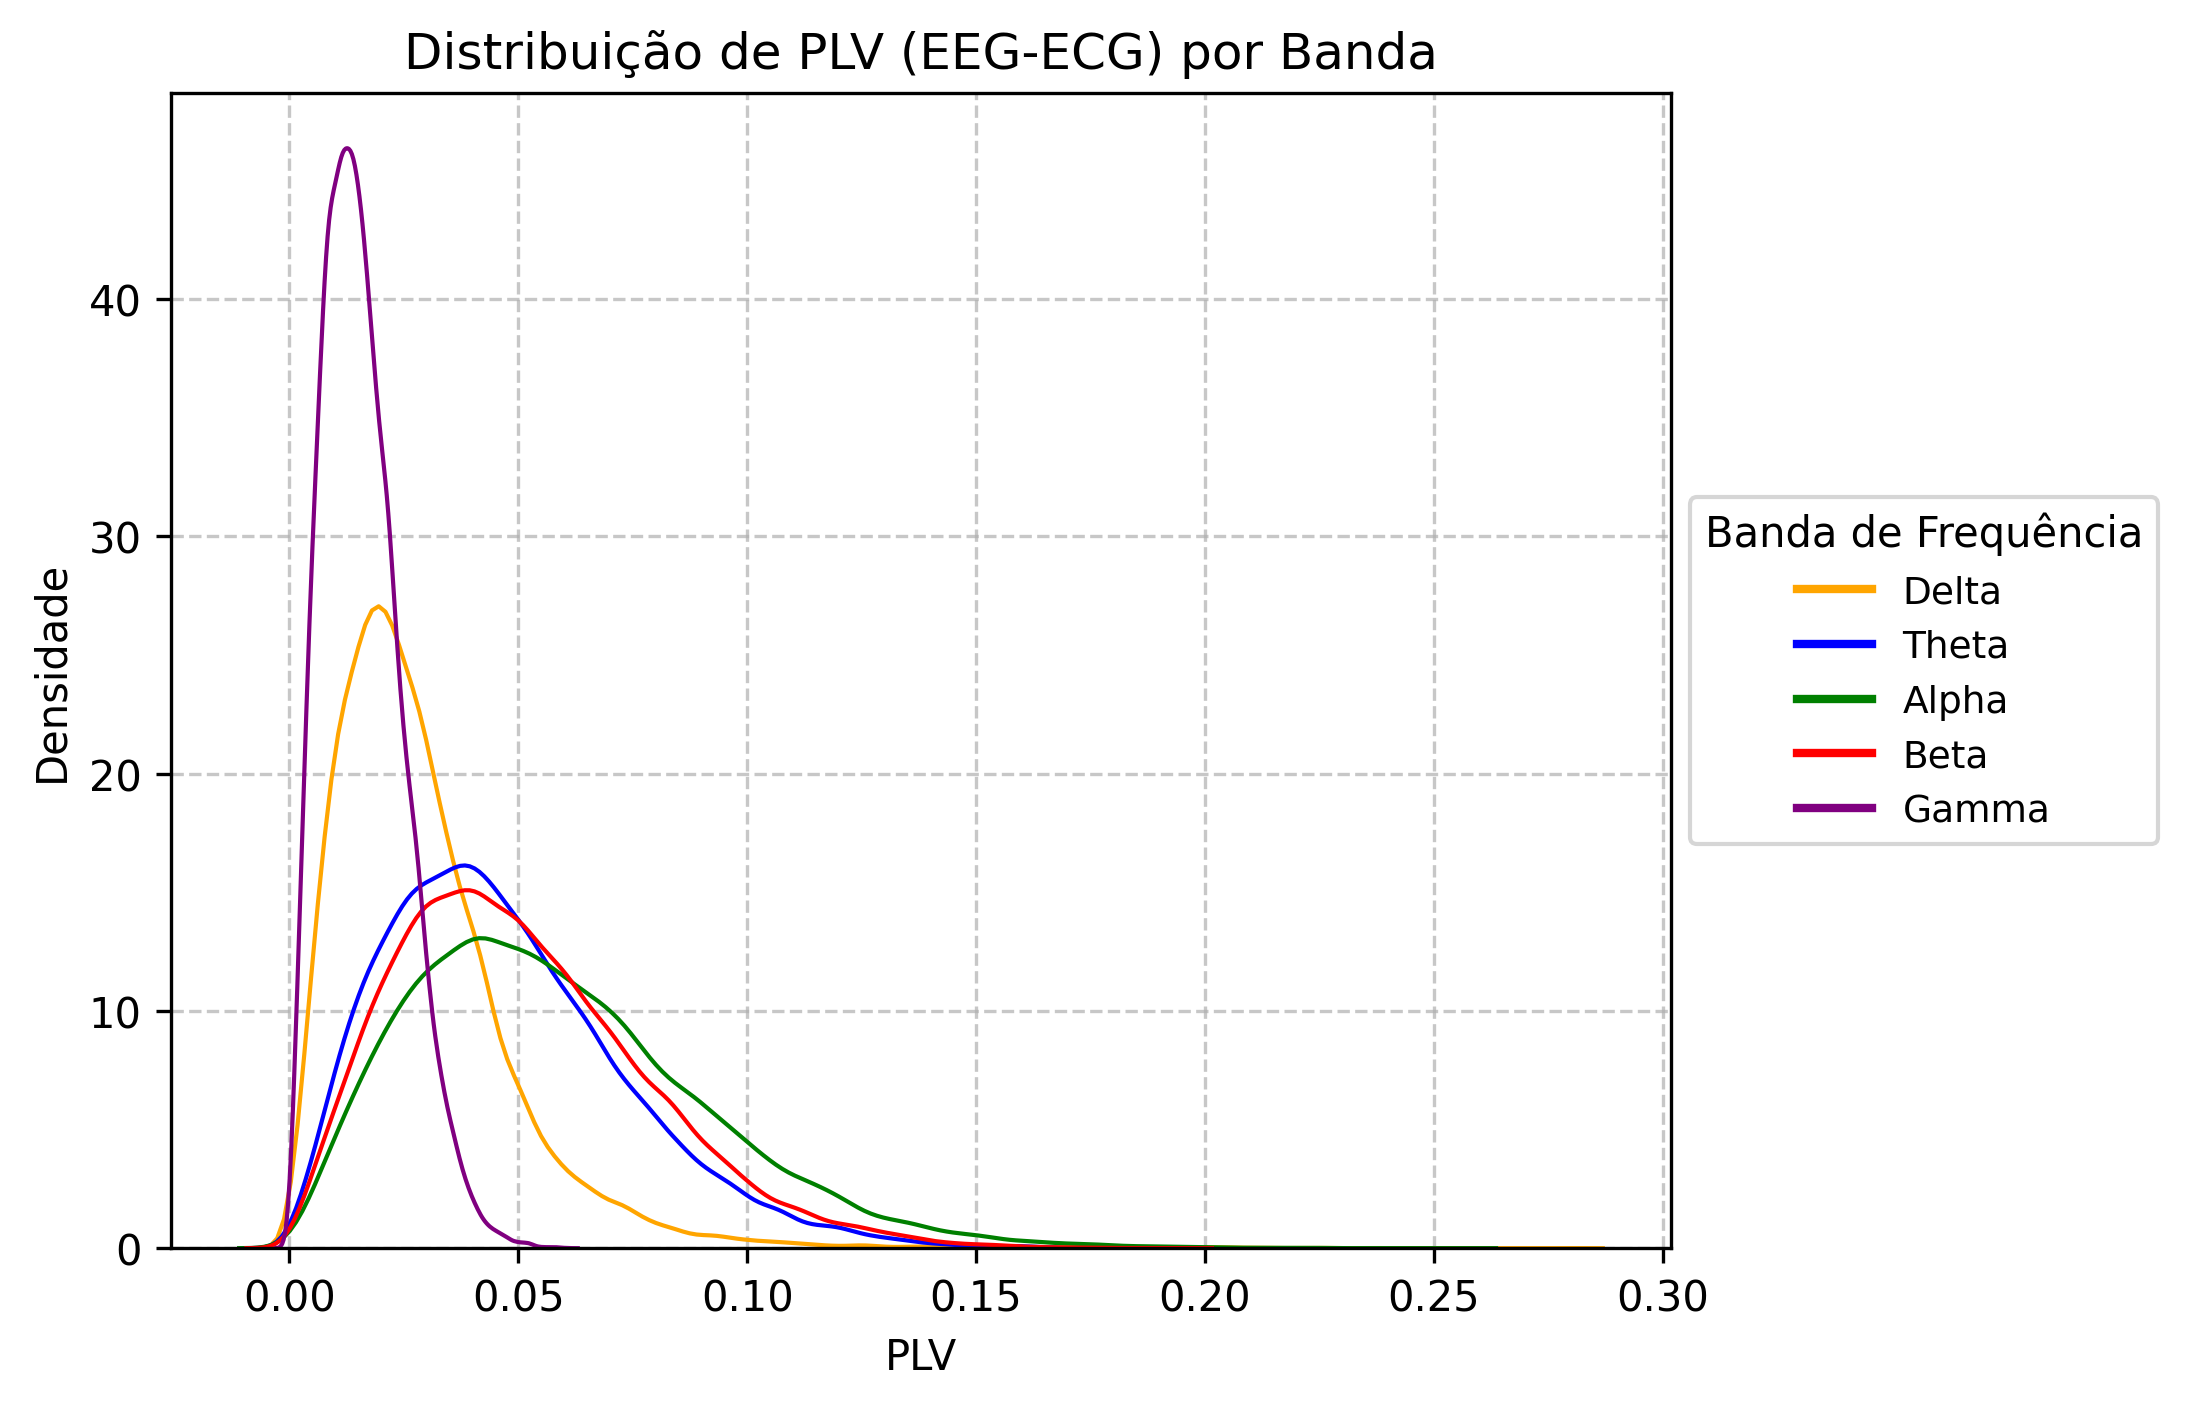 Distribuição de PLV (EEG-ECG) por Banda
Densidade
40
30
20
10
0
0.00 0.05 0.10 0.15 0.20 0.25 0.30
PLV
Banda de Frequência
Delta
Theta
Alpha
Beta
Gamma